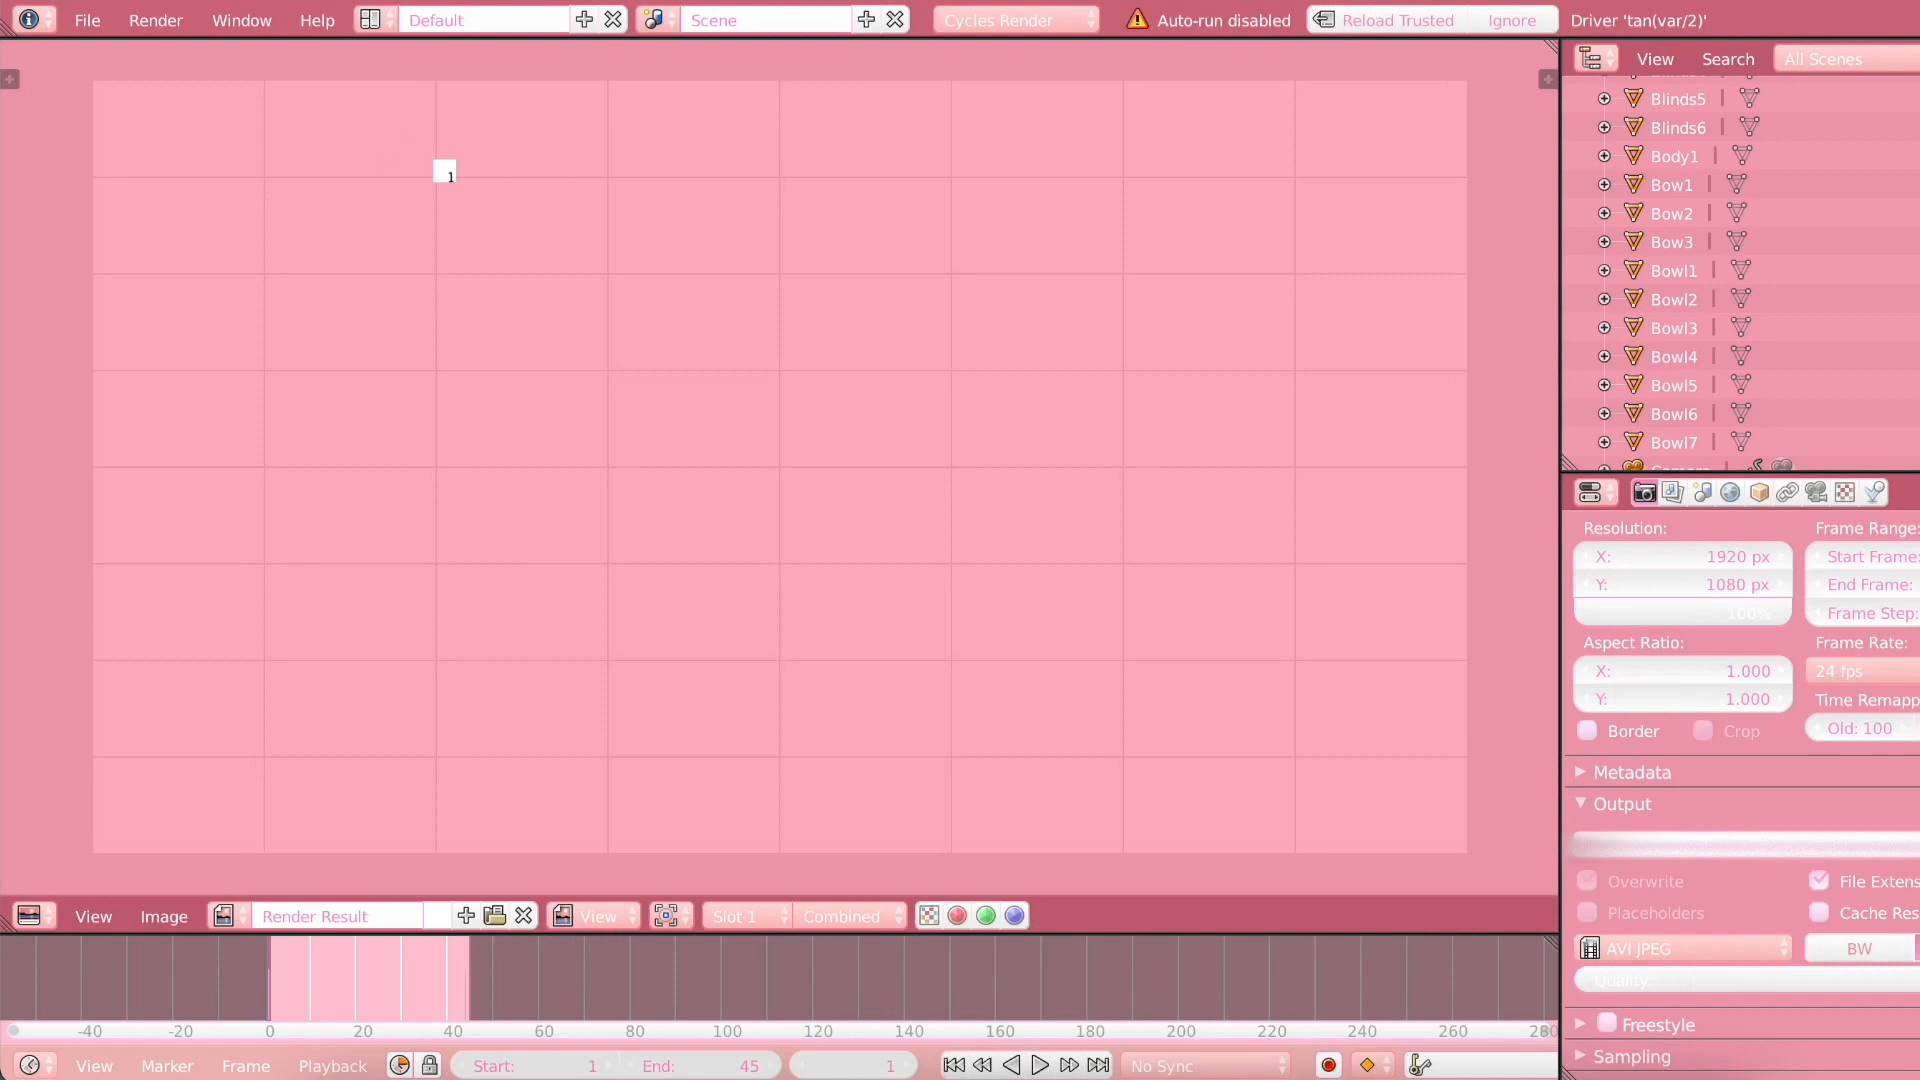 File Render Window Help Default Scene Cycles Render Auto-run disabled Reload Trusted Ignore Driver 'tan(var/2)'
View Search All Scenes
Blinds5
Blinds6
Body1
Bow1
Bow2
Bow3
Bowl1
Bowl2
Bowl3
Bowl4
Bowl5
Bowl6
Bowl7
Camera
1
Resolution: Frame Range:
X: 1920 px Start Frame:
Y: 1080 px End Frame:
100% Frame Step:
Aspect Ratio: Frame Rate:
X: 1.000 24 fps
Y: 1.000 Time Remapp
Border Crop Old: 100
Metadata
Output
Overwrite File Extens
Placeholders Cache Res
AVI JPEG BW
Quality:
Freestyle
Sampling
View Image Render Result View Slot 1 Combined
-40 -20 0 20 40 60 80 100 120 140 160 180 200 220 240 260 280
View Marker Frame Playback Start: 1 End: 45 1 No Sync